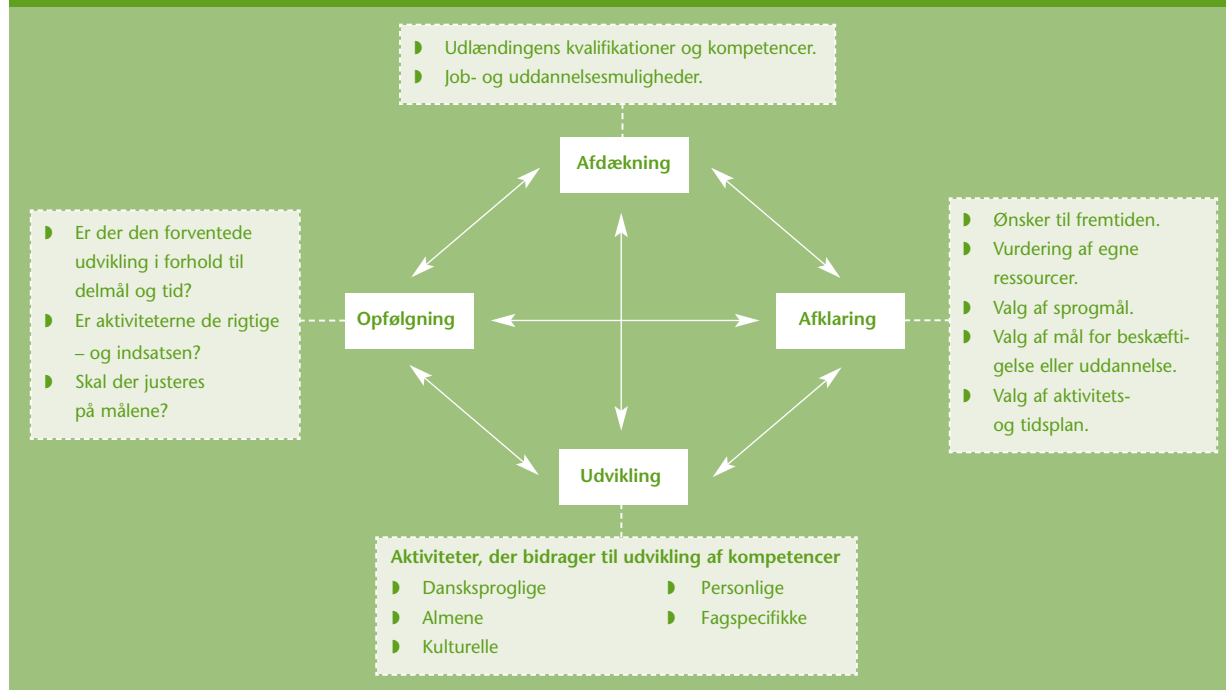 ◗ Udlændingens kvalifikationer og kompetencer.
◗ Job- og uddannelsesmuligheder.
Afdækning
◗ Er der den forventede
udvikling i forhold til
delmål og tid?
◗ Er aktiviteterne de rigtige
– og indsatsen?
◗ Skal der justeres
på målene?
Opfølgning
Afklaring
◗ Ønsker til fremtiden.
◗ Vurdering af egne
ressourcer.
◗ Valg af sprogmål.
◗ Valg af mål for beskæfti-
gelse eller uddannelse.
◗ Valg af aktivitets-
og tidsplan.
Udvikling
Aktiviteter, der bidrager til udvikling af kompetencer
◗ Dansksproglige
◗ Almene
◗ Kulturelle
◗ Personlige
◗ Fagspecifikke